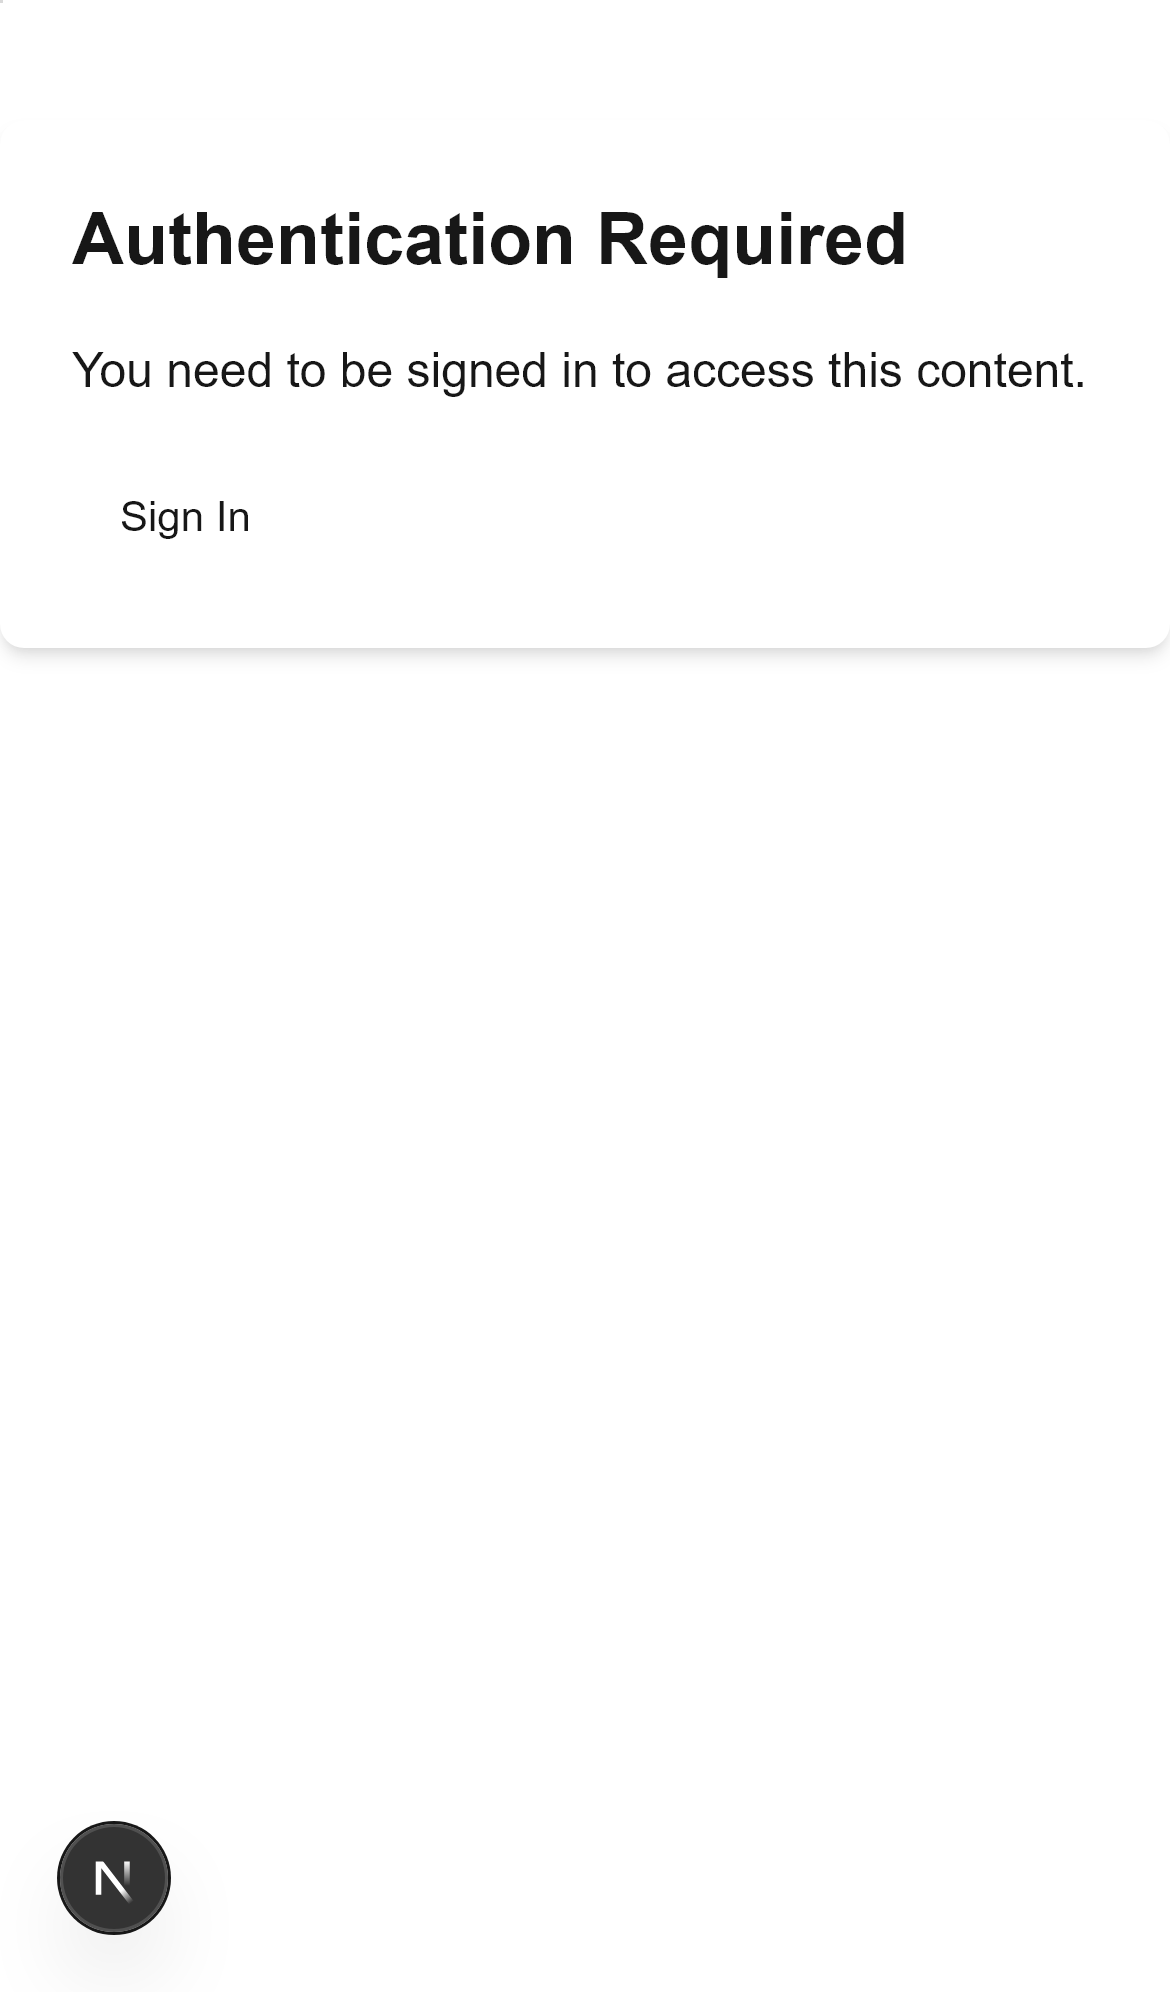 Authentication Required
You need to be signed in to access this content.
Sign In
N